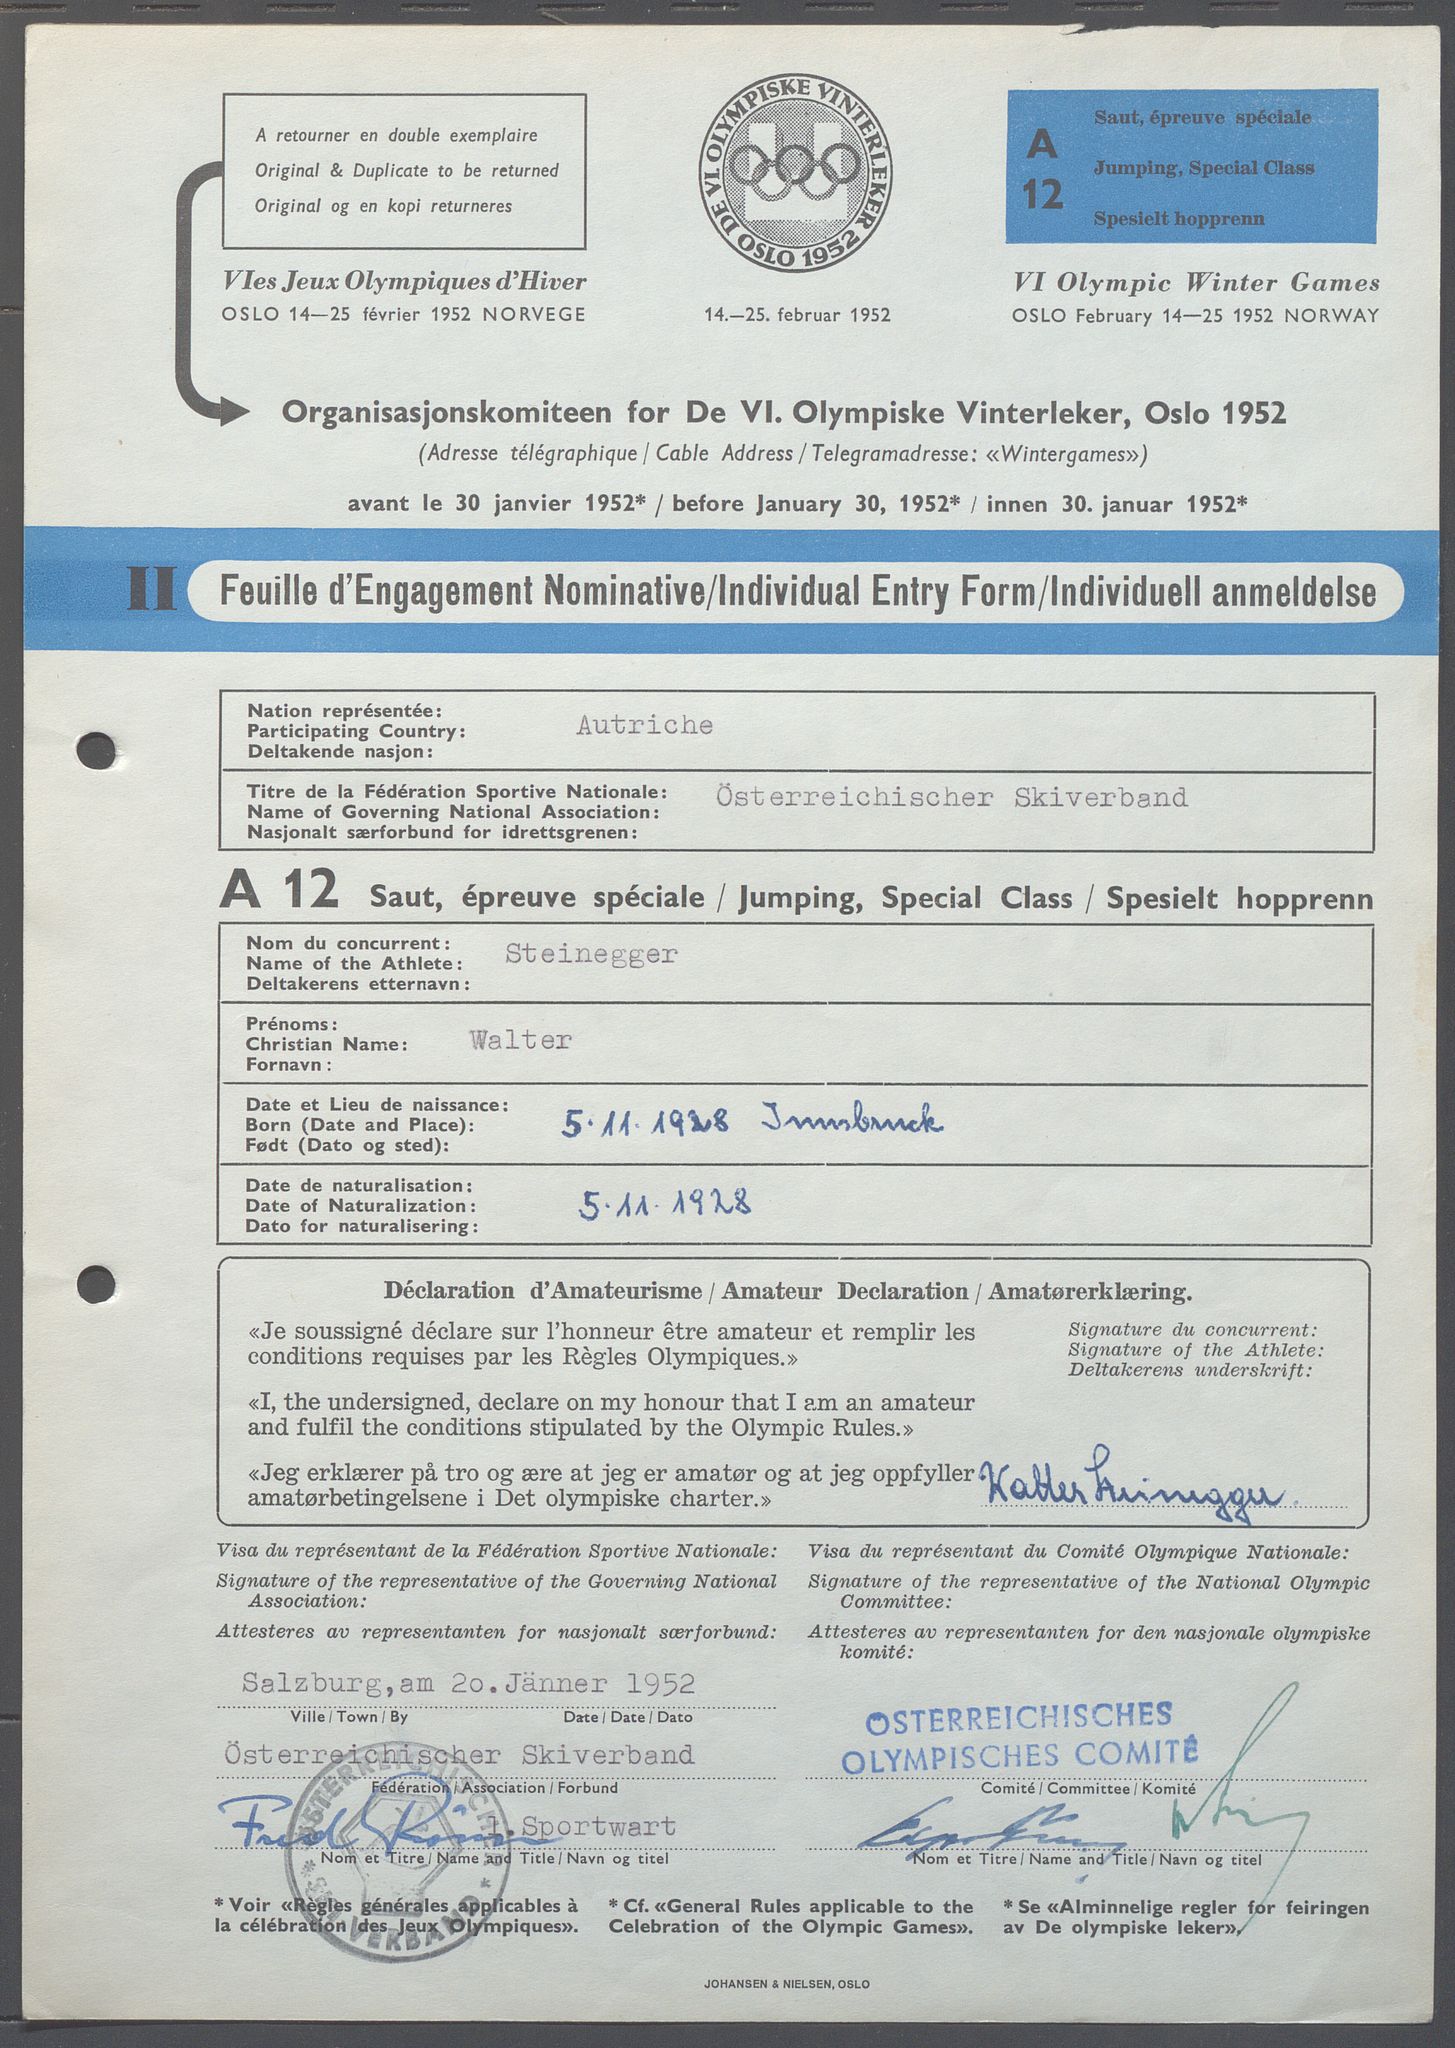 A retourner en double exemplaire
Original & Duplicate to be returned
Original og en kopi returneres
DE VI. OLYMPISKE VINTERLEKER OSLO 1952
A
12
Saut, épreuve spéciale
Jumping, Special Class
Spesielt hopprenn
VIes Jeux Olympiques d'Hiver
OSLO 14—25 février 1952 NORVEGE
14.—25. februar 1952
VI Olympic Winter Games
OSLO February 14—25 1952 NORWAY
Organisasjonskomiteen for De VI. Olympiske Vinterleker, Oslo 1952
(Adresse télégraphique / Cable Address / Telegramadresse: «Wintergames»)
avant le 30 janvier 1952* / before January 30, 1952* / innen 30. januar 1952*
II Feuille d'Engagement Nominative/Individual Entry Form/Individuell anmeldelse
Nation représentée:
Participating Country: Autriche
Deltakende nasjon:
Titre de la Fédération Sportive Nationale: Österreichischer Skiverband
Name of Governing National Association:
Nasjonalt særforbund for idrettsgrenen:
A 12 Saut, épreuve spéciale / Jumping, Special Class / Spesielt hopprenn
Nom du concurrent: Steinegger
Name of the Athlete:
Deltakerens etternavn:
Prénoms:
Christian Name: Walter
Fornavn:
Date et Lieu de naissance:
Born (Date and Place): 5.11.1928 Innsbruck
Født (Dato og sted):
Date de naturalisation:
Date of Naturalization: 5.11.1928
Dato for naturalisering:
Déclaration d'Amateurisme / Amateur Declaration / Amatørerklæring.
«Je soussigné déclare sur l'honneur être amateur et remplir les
conditions requises par les Règles Olympiques.»
Signature du concurrent:
Signature of the Athlete:
Deltakerens underskrift:
«I, the undersigned, declare on my honour that I am an amateur
and fulfil the conditions stipulated by the Olympic Rules.»
«Jeg erklærer på tro og ære at jeg er amatør og at jeg oppfyller
amatørbetingelsene i Det olympiske charter.»
Walter Steinegger
Visa du représentant de la Fédération Sportive Nationale:
Signature of the representative of the Governing National
Association:
Attesteres av representanten for nasjonalt særforbund:
Visa du représentant du Comité Olympique Nationale:
Signature of the representative of the National Olympic
Committee:
Attesteres av representanten for den nasjonale olympiske
komité:
Salzburg,am 20.Jänner 1952
Ville / Town / By Date / Date / Dato
Österreichischer Skiverband
Fédération / Association / Forbund
1.Sportwart
Nom et Titre / Name and Title / Navn og titel
ÖSTERREICHISCHER SKIVERBAND
ÖSTERREICHISCHES
OLYMPISCHES COMITÉ
Comité / Committee / Komité
Nom et Titre / Name and Title / Navn og titel
* Voir «Règles générales applicables à
la célébration des Jeux Olympiques».
* Cf. «General Rules applicable to the
Celebration of the Olympic Games».
* Se «Alminnelige regler for feiringen
av De olympiske leker».
JOHANSEN & NIELSEN, OSLO